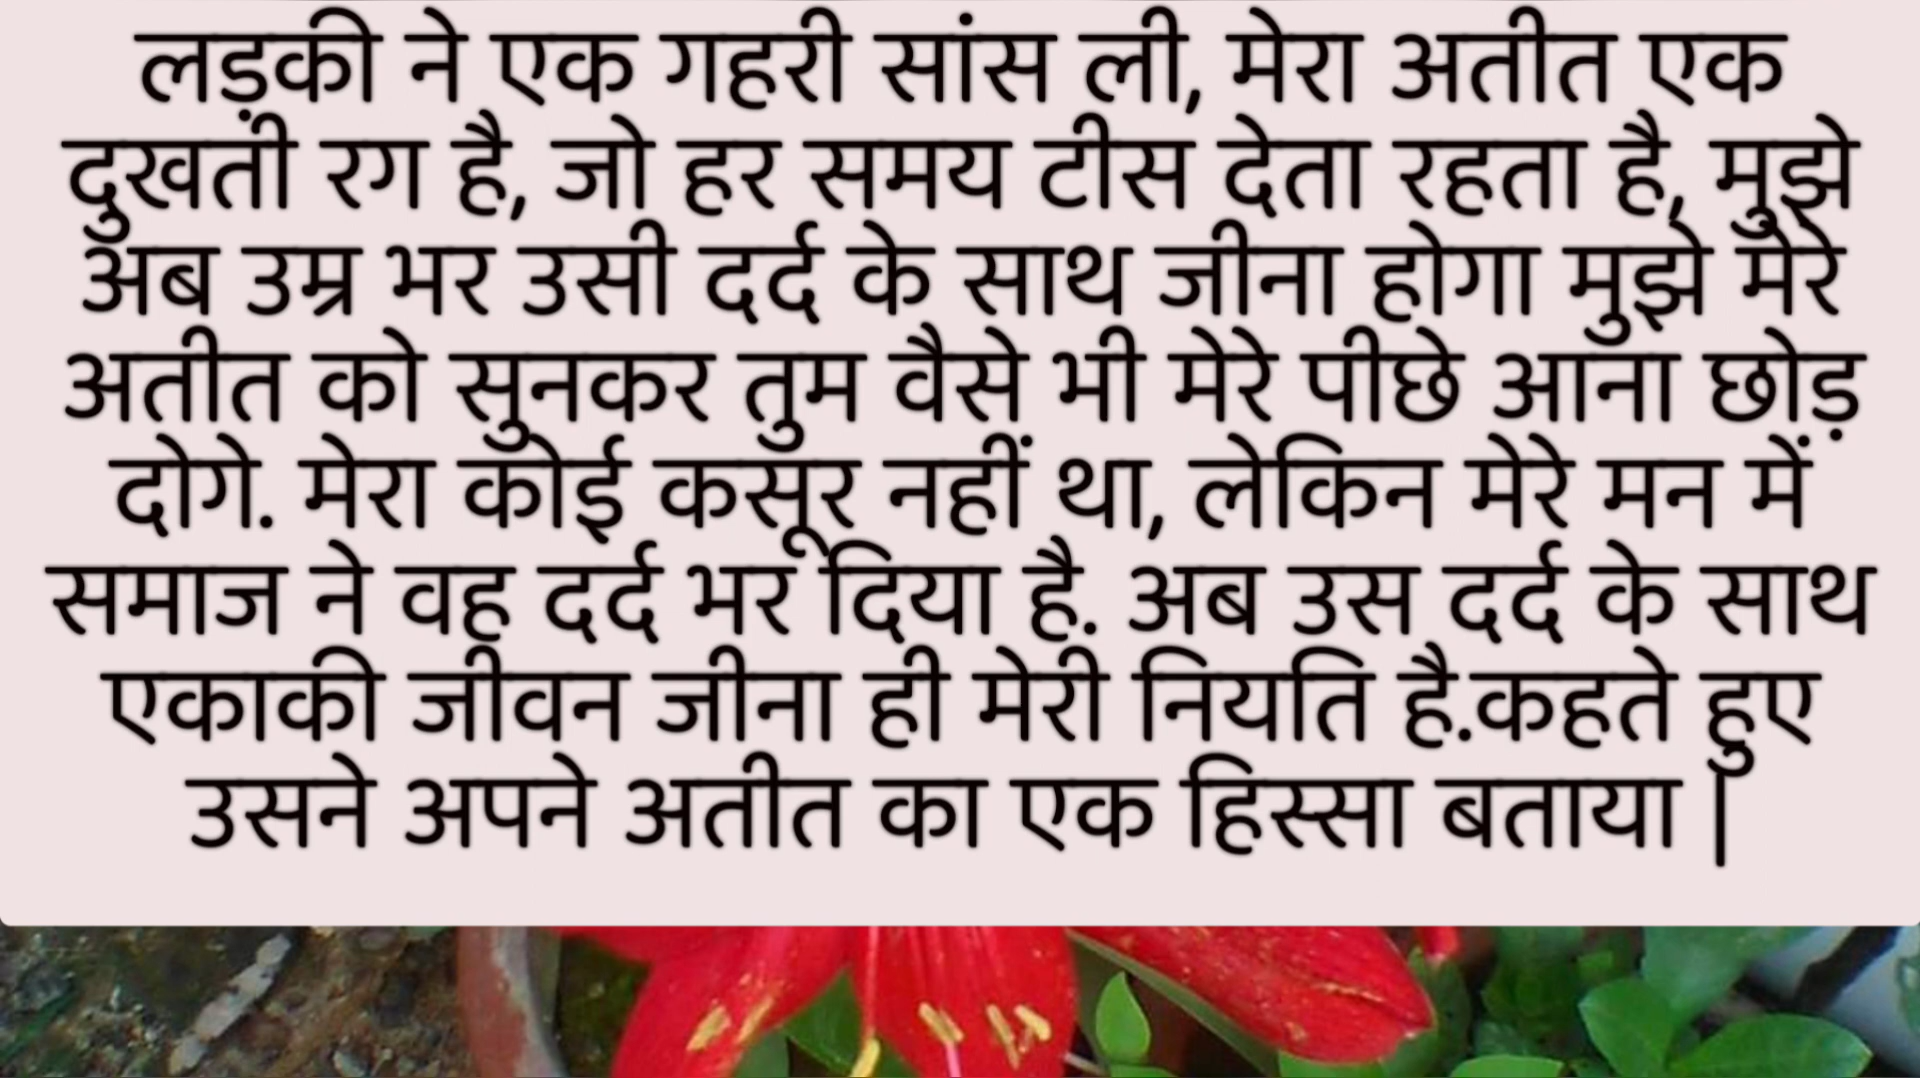 लड़की ने एक गहरी सांस ली, मेरा अतीत एक
दुखती रग है, जो हर समय टीस देता रहता है, मुझे
अब उम्र भर उसी दर्द के साथ जीना होगा मुझे मेरे
अतीत को सुनकर तुम वैसे भी मेरे पीछे आना छोड़
दोगे. मेरा कोई कसूर नहीं था, लेकिन मेरे मन में
समाज ने वह दर्द भर दिया है. अब उस दर्द के साथ
एकाकी जीवन जीना ही मेरी नियति है.कहते हुए
उसने अपने अतीत का एक हिस्सा बताया |